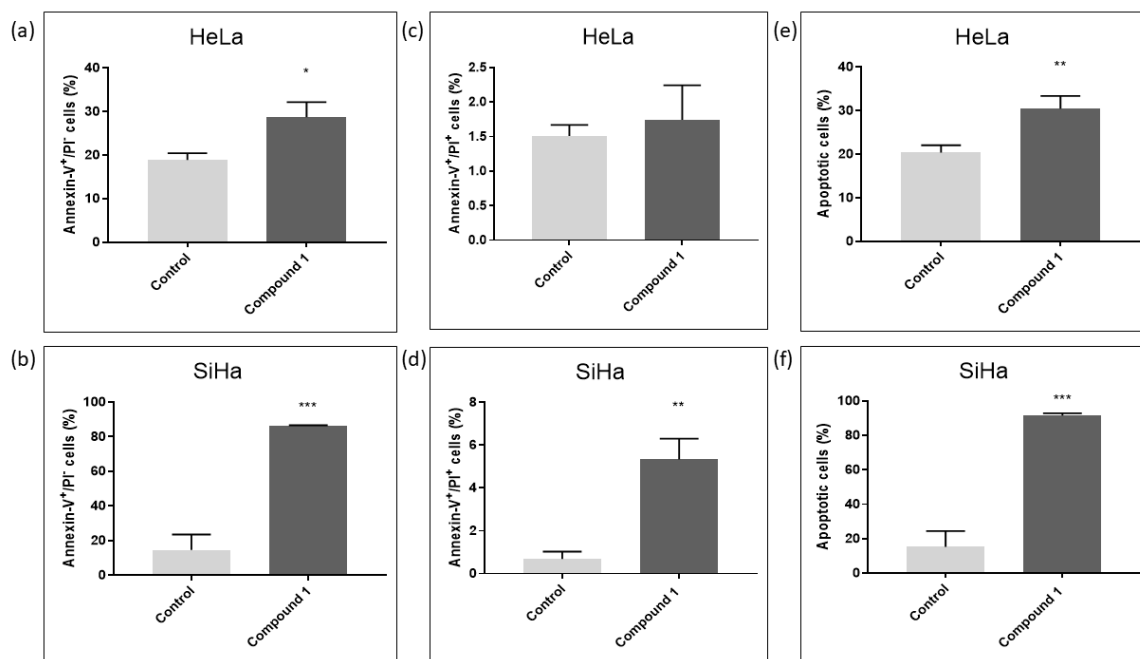 (a)
HeLa
Annexin-V⁺/PI⁻ cells (%)
40
30
20
10
0
*
Control
Compound 1
(c)
HeLa
Annexin-V⁺/PI⁺ cells (%)
2.5
2.0
1.5
1.0
0.5
0.0
Control
Compound 1
(e)
HeLa
Apoptotic cells (%)
40
30
20
10
0
**
Control
Compound 1
(b)
SiHa
Annexin-V⁺/PI⁻ cells (%)
100
80
60
40
20
0
***
Control
Compound 1
(d)
SiHa
Annexin-V⁺/PI⁺ cells (%)
8
6
4
2
0
**
Control
Compound 1
(f)
SiHa
Apoptotic cells (%)
100
80
60
40
20
0
***
Control
Compound 1